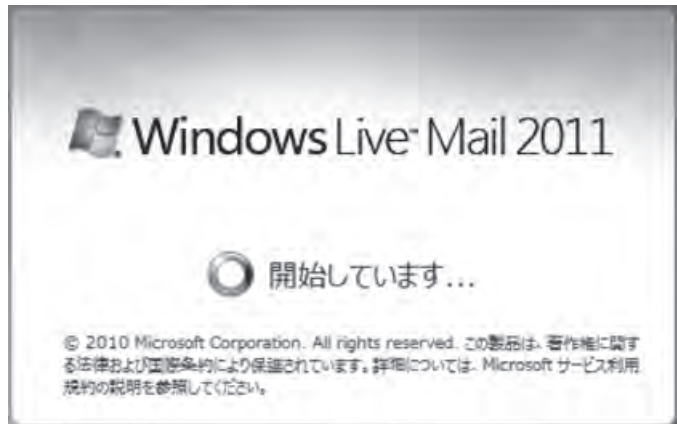 Windows Live™ Mail 2011
開始しています...
© 2010 Microsoft Corporation. All rights reserved. この製品は、著作権に関す
る法律および国際条約により保護されています。詳細については、Microsoft サービス利用
規約の説明を参照してください。